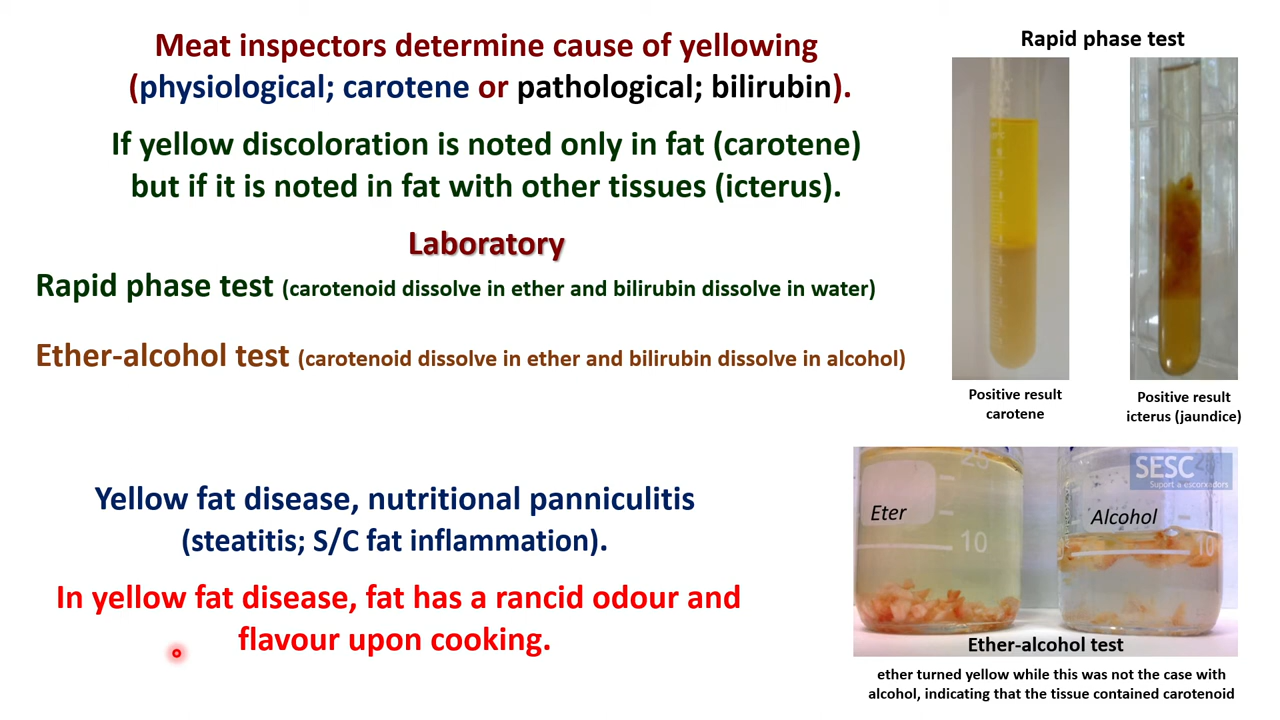 Meat inspectors determine cause of yellowing
(physiological; carotene or pathological; bilirubin).
If yellow discoloration is noted only in fat (carotene)
but if it is noted in fat with other tissues (icterus).
Laboratory
Rapid phase test (carotenoid dissolve in ether and bilirubin dissolve in water)
Ether-alcohol test (carotenoid dissolve in ether and bilirubin dissolve in alcohol)
Yellow fat disease, nutritional panniculitis
(steatitis; S/C fat inflammation).
In yellow fat disease, fat has a rancid odour and
flavour upon cooking.
Rapid phase test
Positive result
carotene
Positive result
icterus (jaundice)
25
SESC
Suport a escorxadors
Eter
Alcohol
10
10
Ether-alcohol test
ether turned yellow while this was not the case with
alcohol, indicating that the tissue contained carotenoid